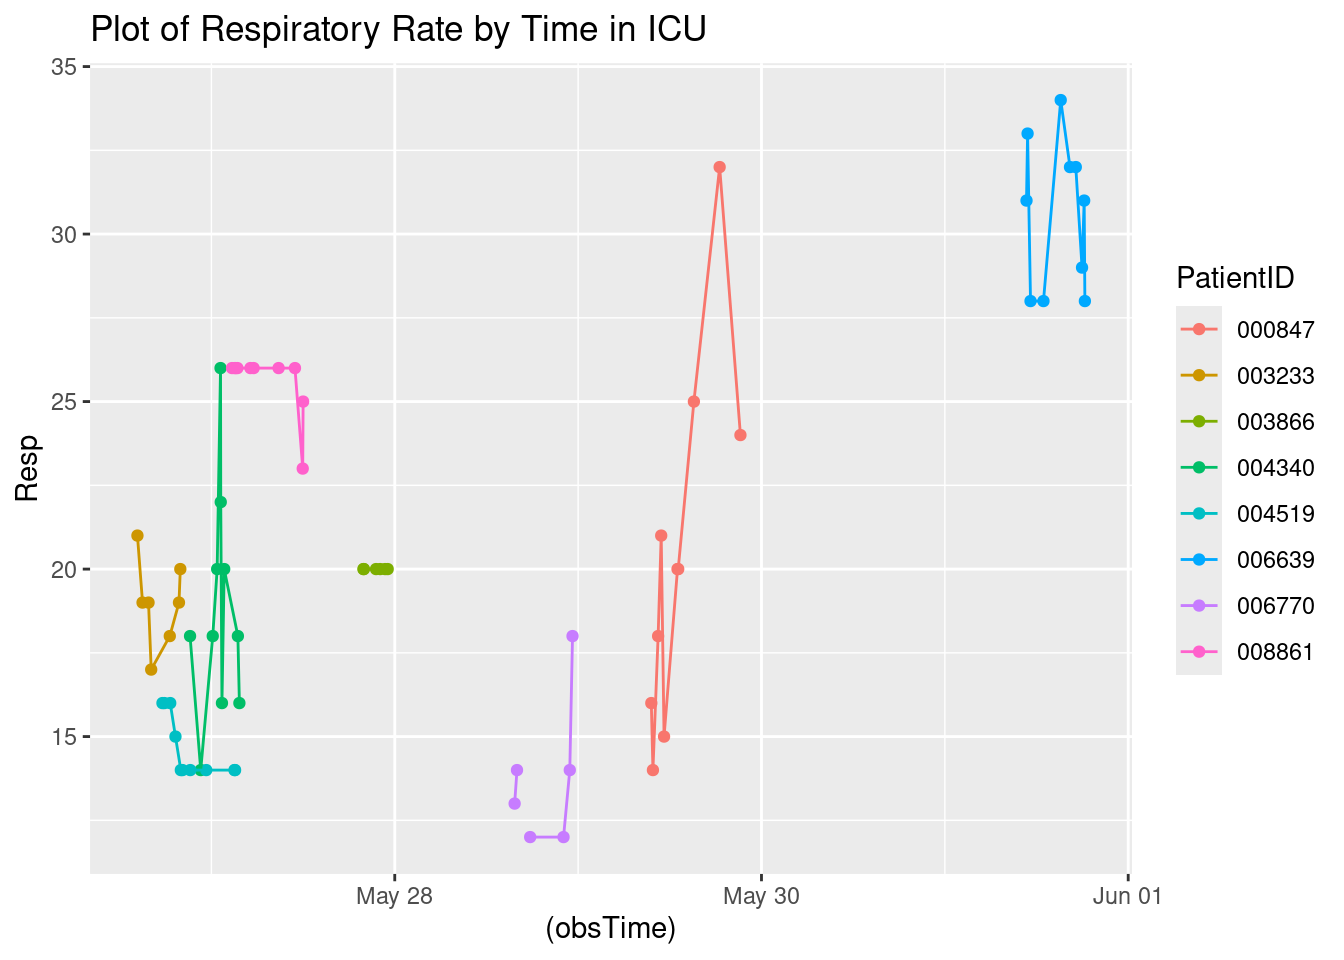 Plot of Respiratory Rate by Time in ICU
35
30
25
20
15
Resp
May 28
May 30
Jun 01
(obsTime)
PatientID
000847
003233
003866
004340
004519
006639
006770
008861